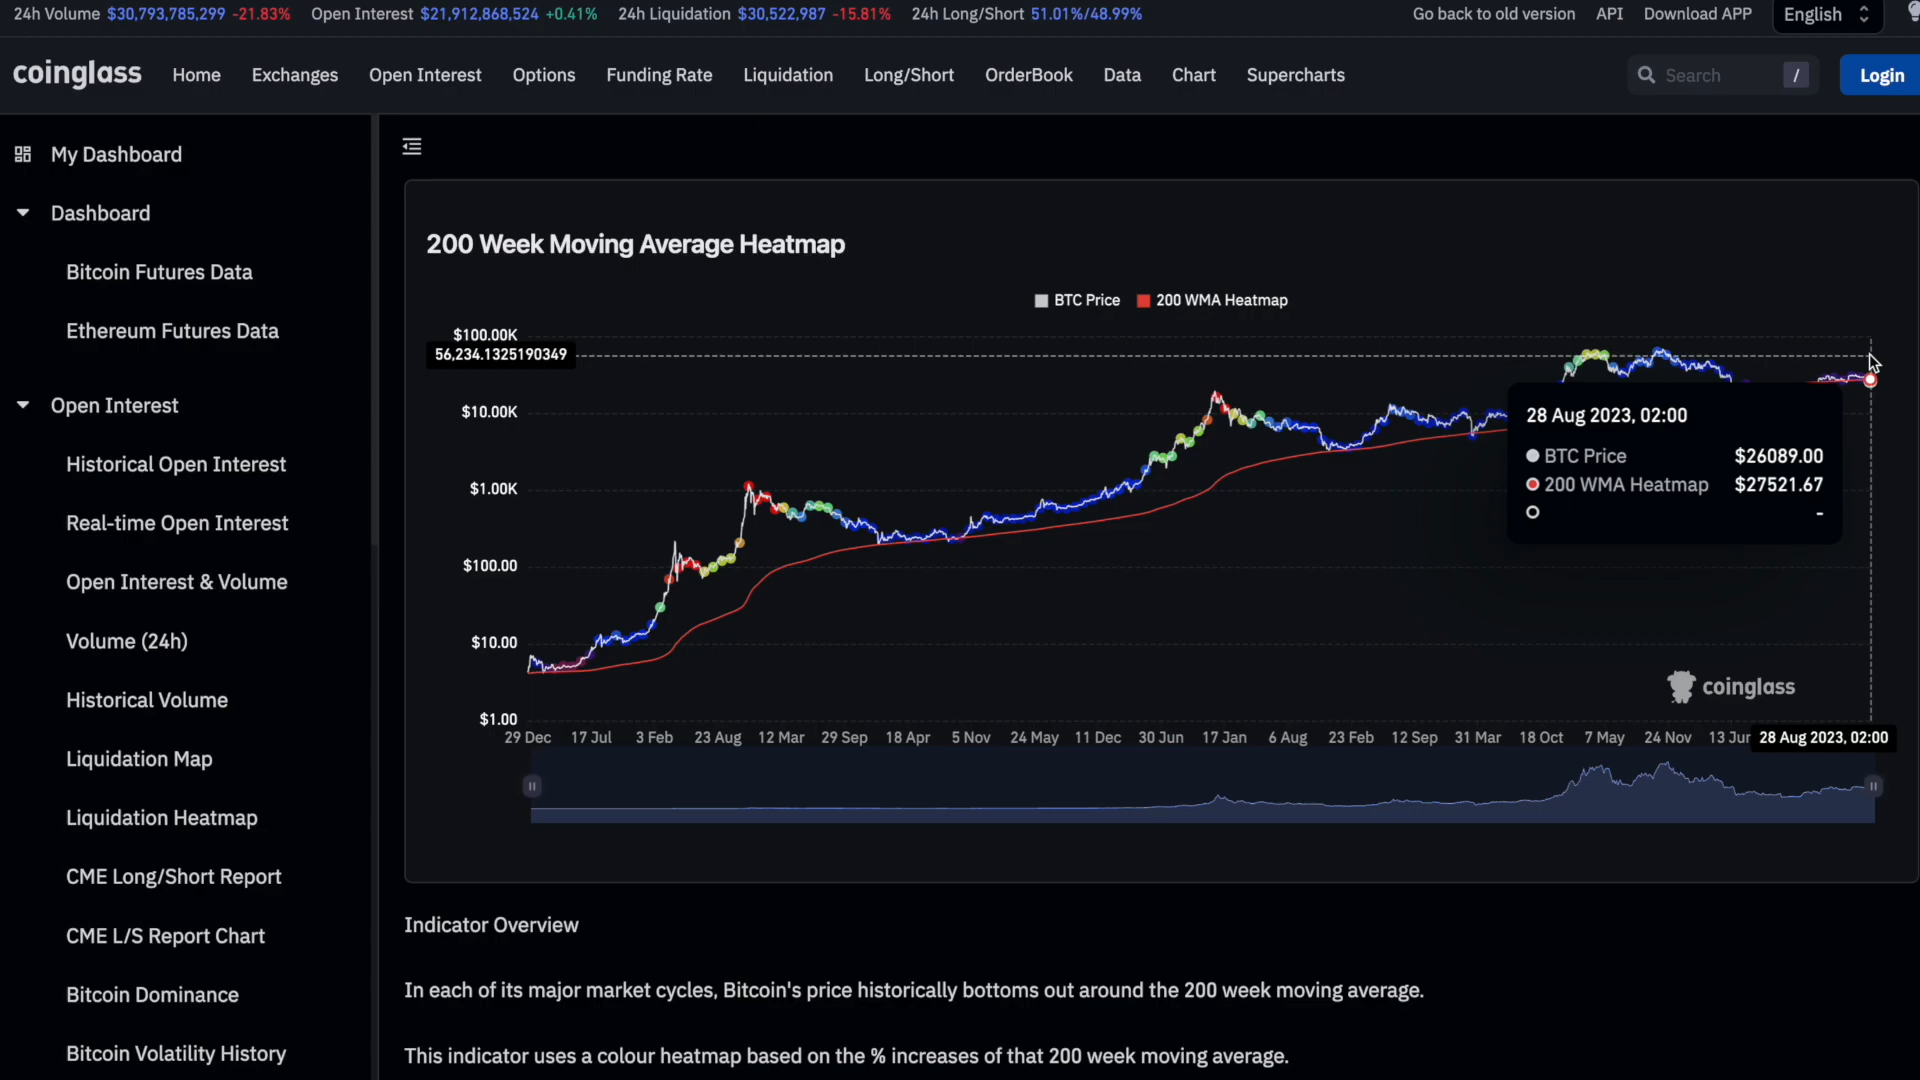 24h Volume $30,793,785,299 -21.83% Open Interest $21,912,868,524 +0.41% 24h Liquidation $30,522,987 -15.81% 24h Long/Short 51.01%/48.99% Go back to old version API Download APP English
coinglass Home Exchanges Open Interest Options Funding Rate Liquidation Long/Short OrderBook Data Chart Supercharts Search / Login
My Dashboard
Dashboard
Bitcoin Futures Data
Ethereum Futures Data
Open Interest
Historical Open Interest
Real-time Open Interest
Open Interest & Volume
Volume (24h)
Historical Volume
Liquidation Map
Liquidation Heatmap
CME Long/Short Report
CME L/S Report Chart
Bitcoin Dominance
Bitcoin Volatility History
200 Week Moving Average Heatmap
BTC Price 200 WMA Heatmap
$100.00K
56,234.1325190349
$10.00K
$1.00K
$100.00
$10.00
$1.00
28 Aug 2023, 02:00
BTC Price $26089.00
200 WMA Heatmap $27521.67
-
coinglass
29 Dec 17 Jul 3 Feb 23 Aug 12 Mar 29 Sep 18 Apr 5 Nov 24 May 11 Dec 30 Jun 17 Jan 6 Aug 23 Feb 12 Sep 31 Mar 18 Oct 7 May 24 Nov 13 Jun 28 Aug 2023, 02:00
Indicator Overview
In each of its major market cycles, Bitcoin's price historically bottoms out around the 200 week moving average.
This indicator uses a colour heatmap based on the % increases of that 200 week moving average.